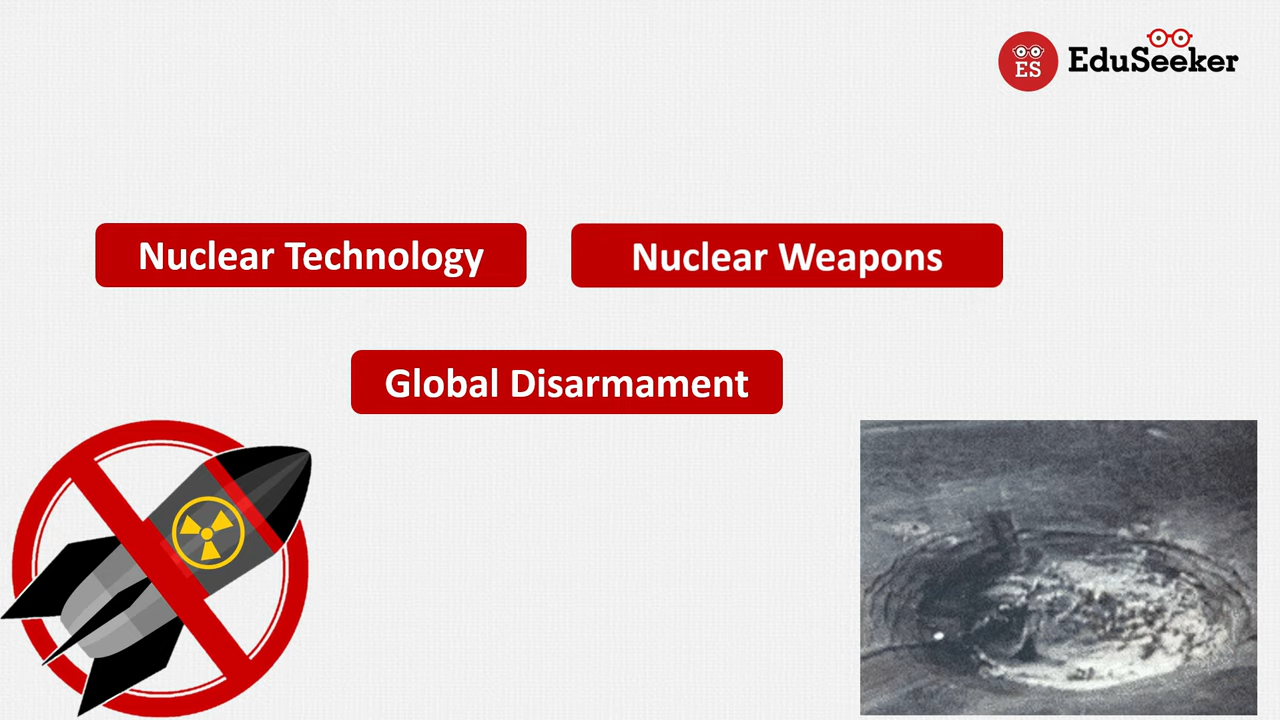 ES EduSeeker
Nuclear Technology
Nuclear Weapons
Global Disarmament